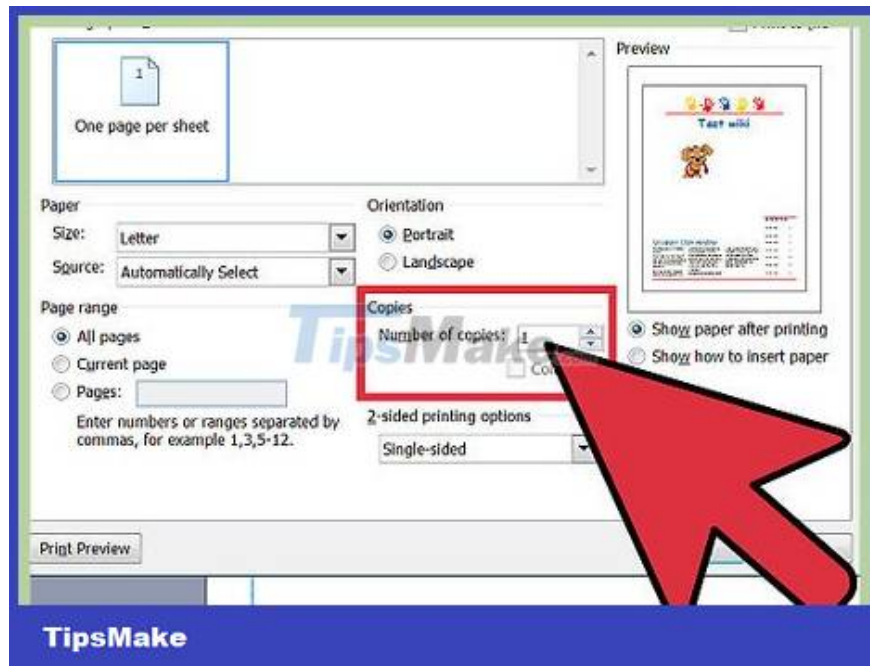 Preview
1
One page per sheet
Test wiki
Paper
Size: Letter
Source: Automatically Select
Orientation
Portrait
Landscape
Page range
All pages
Current page
Pages:
Enter numbers or ranges separated by
commas, for example 1,3,5-12.
Copies
Number of copies: 1
2-sided printing options
Single-sided
Show paper after printing
Show how to insert paper
TipsMake
Print Preview
TipsMake